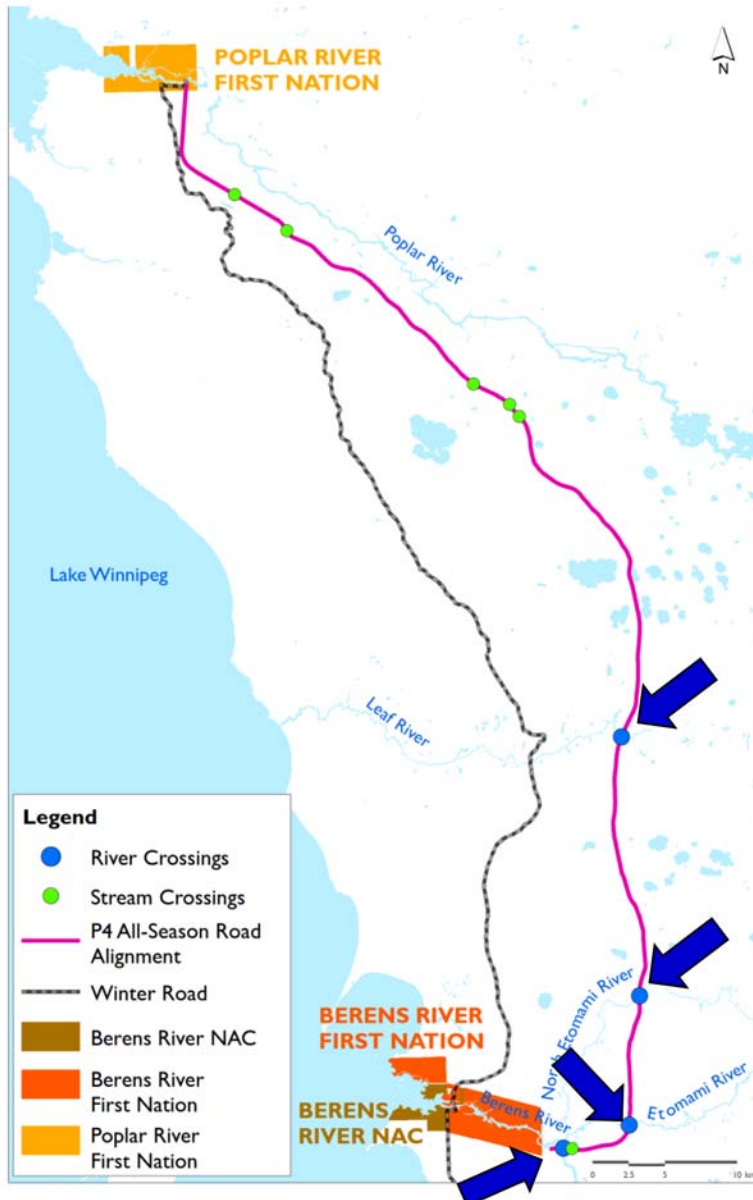 POPLAR RIVER
FIRST NATION
N
Poplar River
Lake Winnipeg
Leaf River
Legend
River Crossings
Stream Crossings
P4 All-Season Road
Alignment
Winter Road
Berens River NAC
Berens River
First Nation
Poplar River
First Nation
BERENS RIVER
FIRST NATION
North Etomami River
Etomami River
Berens River
BERENS
RIVER NAC
0 2.5 5 10